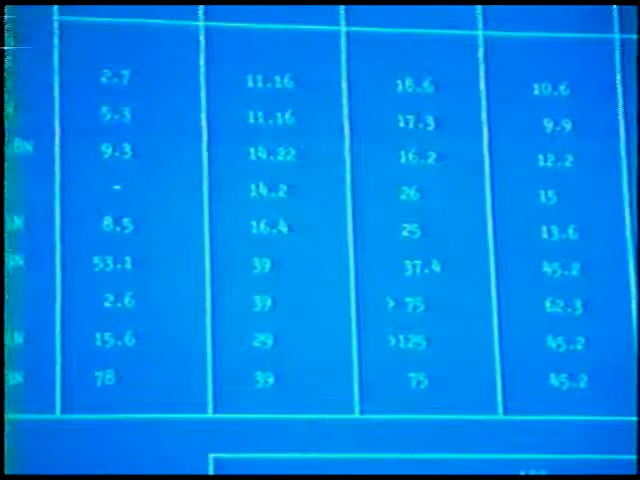 2.7 11.16 18.6 10.6
5.3 11.16 17.3 9.9
BN 9.3 14.22 16.2 12.2
- 14.2 26 15
N 8.5 16.4 25 13.6
N 53.1 39 37.4 45.2
2.6 39 > 75 62.3
N 15.6 29 >125 45.2
N 78 39 75 45.2